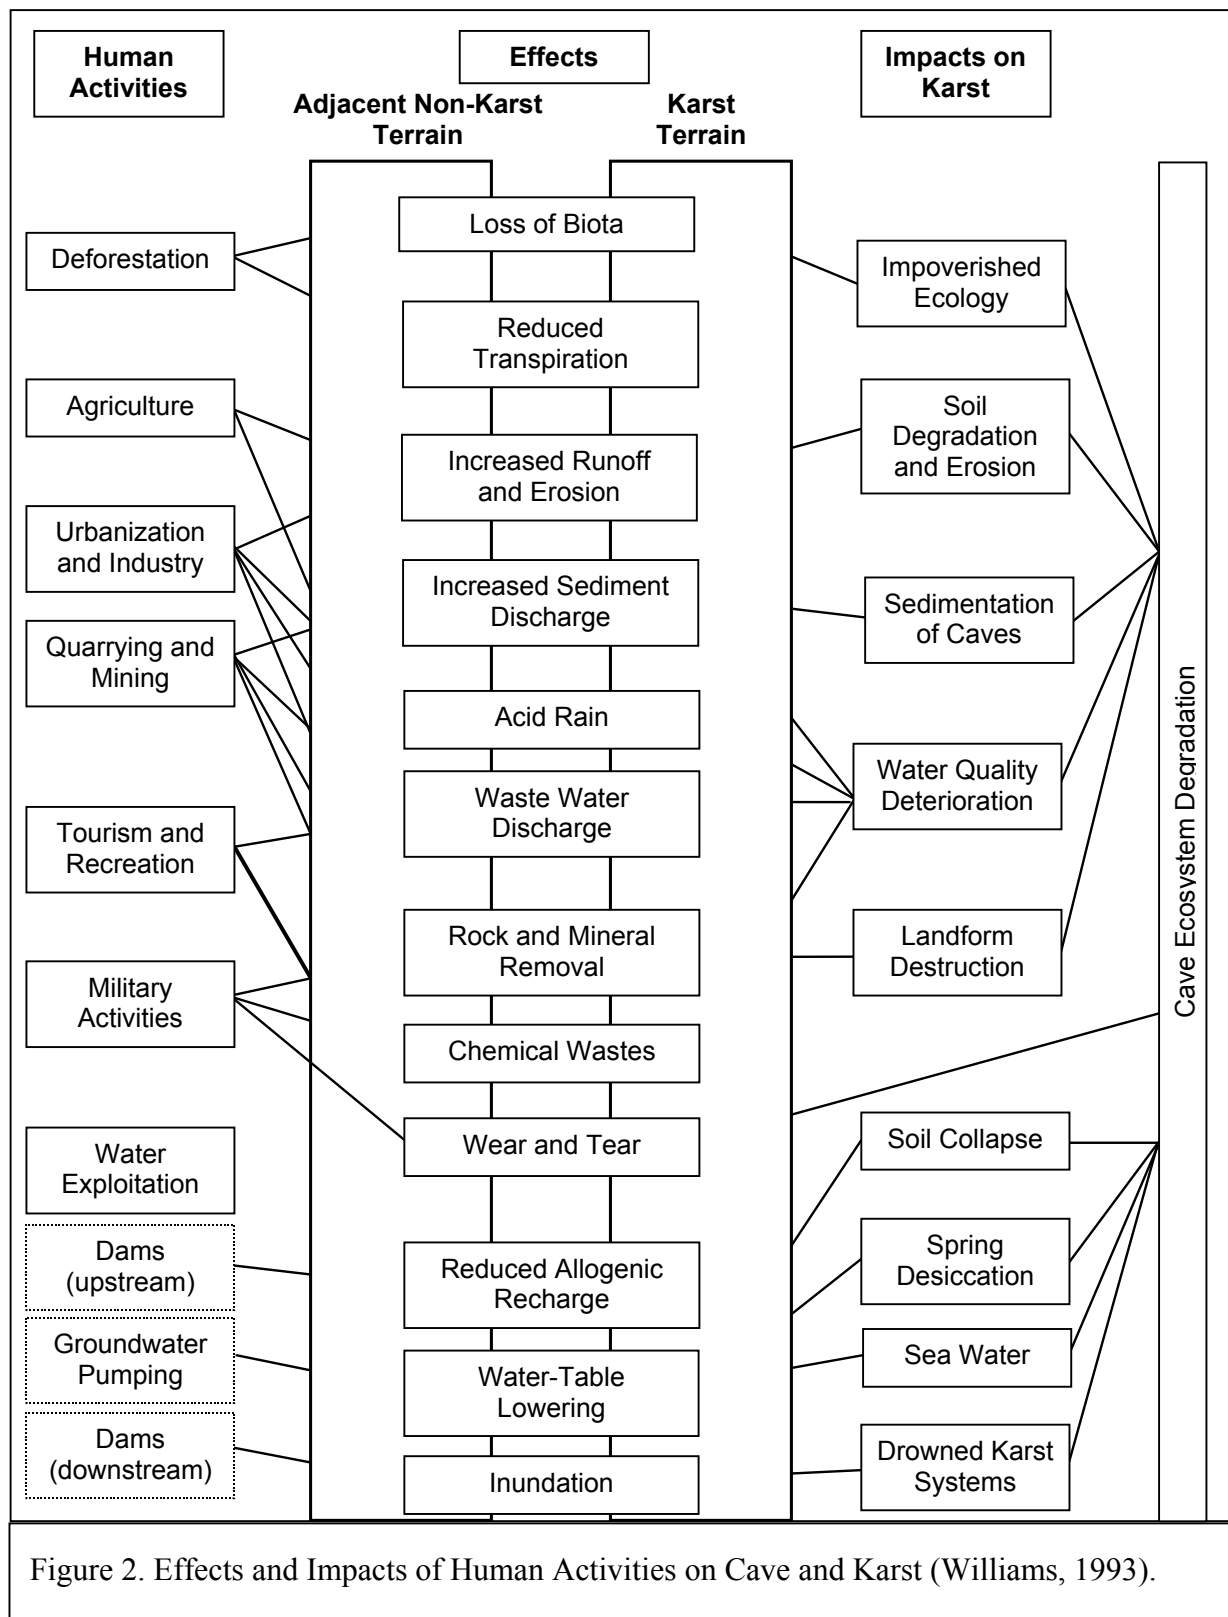 Human
Activities
Effects
Impacts on
Karst
Adjacent Non-Karst
Terrain
Karst
Terrain
Deforestation
Agriculture
Urbanization
and Industry
Quarrying and
Mining
Tourism and
Recreation
Military
Activities
Water
Exploitation
Dams
(upstream)
Groundwater
Pumping
Dams
(downstream)
Loss of Biota
Reduced
Transpiration
Increased Runoff
and Erosion
Increased Sediment
Discharge
Acid Rain
Waste Water
Discharge
Rock and Mineral
Removal
Chemical Wastes
Wear and Tear
Reduced Allogenic
Recharge
Water-Table
Lowering
Inundation
Impoverished
Ecology
Soil
Degradation
and Erosion
Sedimentation
of Caves
Water Quality
Deterioration
Landform
Destruction
Soil Collapse
Spring
Desiccation
Sea Water
Drowned Karst
Systems
Cave Ecosystem Degradation
Figure 2. Effects and Impacts of Human Activities on Cave and Karst (Williams, 1993).